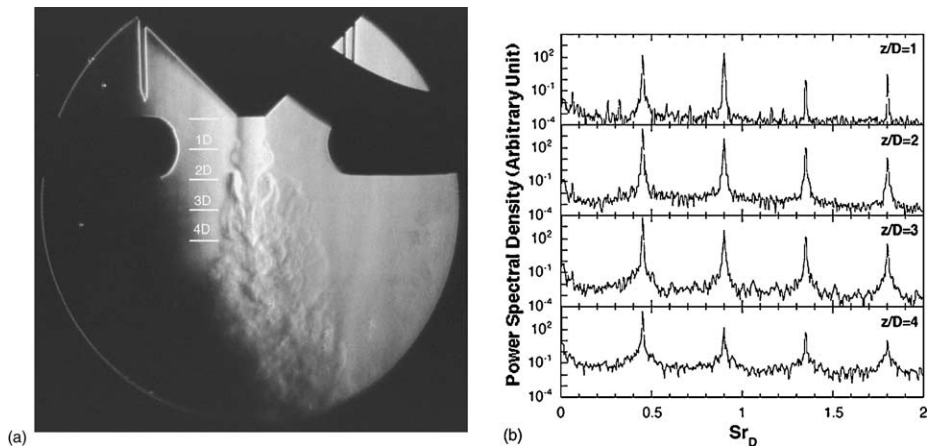 1D
2D
3D
4D
(a)
Power Spectral Density (Arbitrary Unit)
10²
10⁻¹
10⁻⁴
z/D=1
10²
10⁻¹
10⁻⁴
z/D=2
10²
10⁻¹
10⁻⁴
z/D=3
10²
10⁻¹
10⁻⁴
z/D=4
0 0.5 1 1.5 2
Sr_D
(b)